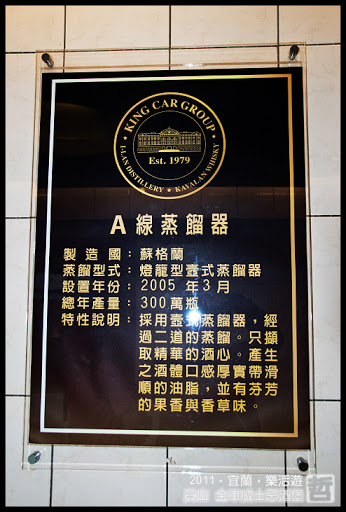 KING CAR GROUP
Est. 1979
I-LAN DISTILLERY ★ KAVALAN WHISKY
A線蒸餾器
製造國：蘇格蘭
蒸餾型式：燈籠型壺式蒸餾器
設置年份：2005 年3月
總年產量：300萬瓶
特性說明：採用壺式蒸餾器，經
過二道的蒸餾。只擷
取精華的酒心。產生
之酒體口感厚實帶滑
順的油脂，並有芬芳
的果香與香草味。
2011‧宜蘭‧樂活遊
員山 金車威士忌酒堡
哲